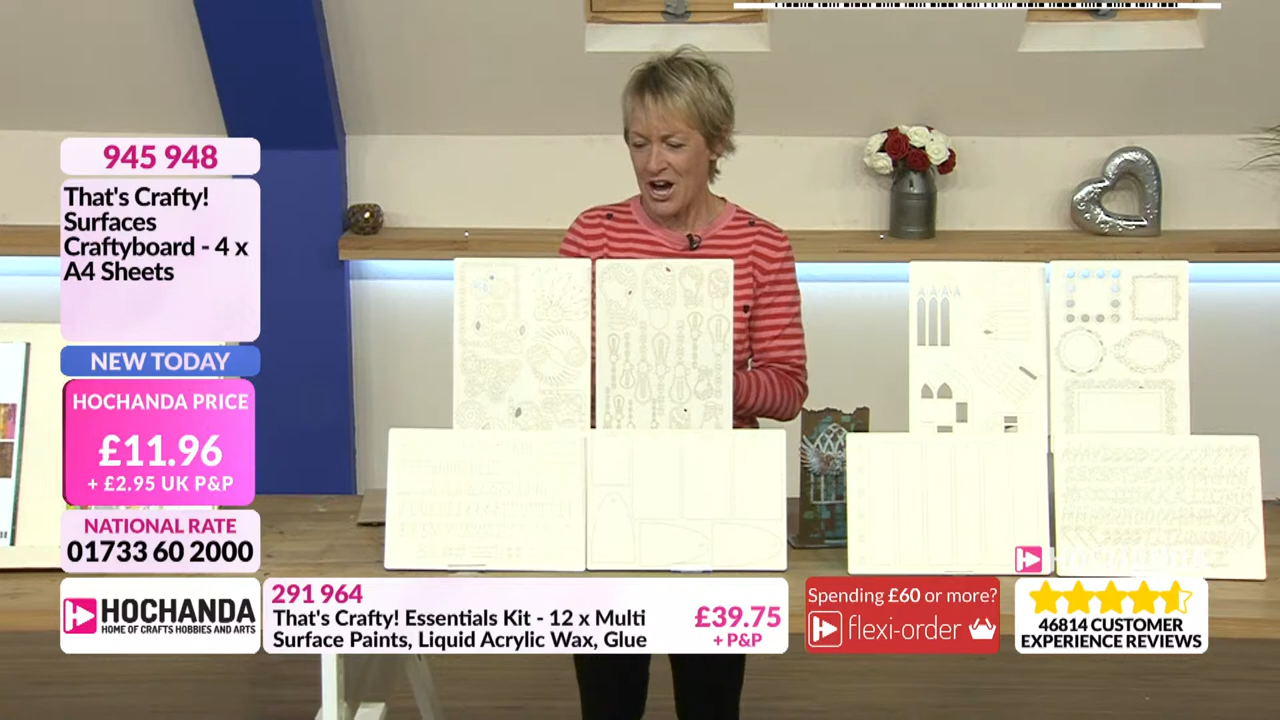 945 948
That's Crafty!
Surfaces
Craftyboard - 4 x
A4 Sheets
NEW TODAY
HOCHANDA PRICE
£11.96
+ £2.95 UK P&P
NATIONAL RATE
01733 60 2000
HOCHANDA
HOME OF CRAFTS HOBBIES AND ARTS
291 964
That's Crafty! Essentials Kit - 12 x Multi
Surface Paints, Liquid Acrylic Wax, Glue
£39.75
+ P&P
Spending £60 or more?
flexi-order
HOCHANDA
46814 CUSTOMER
EXPERIENCE REVIEWS